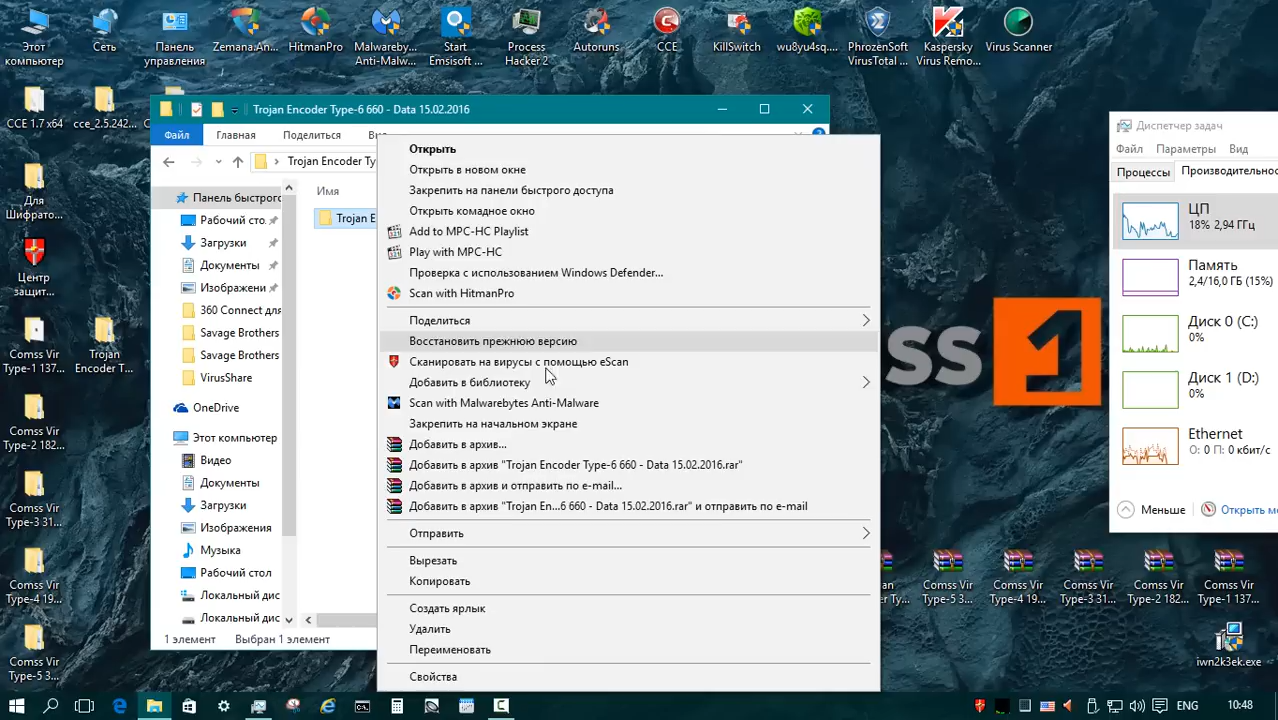 Этот
компьютер
Сеть
Панель
управления
Zemana.An...
HitmanPro
Malwareby...
Anti-Malw...
Start
Emsisoft ...
Process
Hacker 2
Autoruns
CCE
KillSwitch
wu8yu4sq....
PhrozenSoft
VirusTotal ...
Kaspersky
Virus Remo...
Virus Scanner
CCE 1.7 x64
cce_2.5.242...
Для
Шифрато...
Центр
защит...
Comss Vir
Type-1 137...
Trojan
Encoder T...
Comss Vir
Type-2 182...
Comss Vir
Type-3 31...
Comss Vir
Type-4 19...
Comss Vir
Type-5 3...
Trojan Encoder Type-6 660 - Data 15.02.2016
Файл
Главная
Поделиться
Ви
Trojan Encoder Ty
Имя
Trojan E
Панель быстрого
Рабочий сто.
Загрузки
Документы
Изображени
360 Connect для
Savage Brothers
Savage Brothers
VirusShare
OneDrive
Этот компьютер
Видео
Документы
Загрузки
Изображения
Музыка
Рабочий стол
Локальный дис
Локальный дис
1 элемент
Выбран 1 элемент
Открыть
Открыть в новом окне
Закрепить на панели быстрого доступа
Открыть комадное окно
Add to MPC-HC Playlist
Play with MPC-HC
Проверка с использованием Windows Defender...
Scan with HitmanPro
Поделиться
Восстановить прежнюю версию
Сканировать на вирусы с помощью eScan
Добавить в библиотеку
Scan with Malwarebytes Anti-Malware
Закрепить на начальном экране
Добавить в архив...
Добавить в архив "Trojan Encoder Type-6 660 - Data 15.02.2016.rar"
Добавить в архив и отправить по e-mail...
Добавить в архив "Trojan En...6 660 - Data 15.02.2016.rar" и отправить по e-mail
Отправить
Вырезать
Копировать
Создать ярлык
Удалить
Переименовать
Свойства
Диспетчер задач
Файл
Параметры
Вид
Процессы
Производительнос
ЦП
18% 2,94 ГГц
Память
2,4/16,0 ГБ (15%)
Диск 0 (C:)
0%
Диск 1 (D:)
0%
Ethernet
О: 0 П: 0 кбит/с
Меньше
Открыть мо
ss 1
an
der Ty...
Comss Vir
Type-5 3...
Comss Vir
Type-4 19...
Comss Vir
Type-3 31...
Comss Vir
Type-2 182...
Comss Vir
Type-1 137...
iwn2k3ek.exe
ENG
10:48